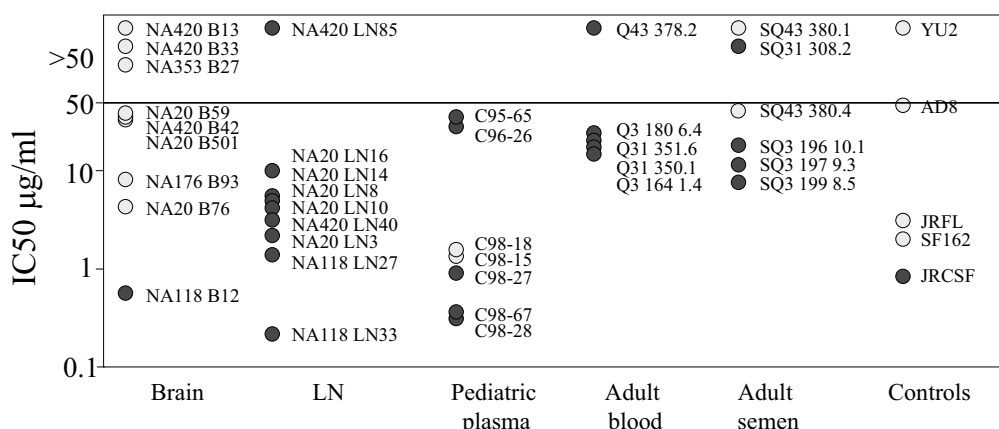 NA420 B13
NA420 B33
NA353 B27
NA420 LN85
Q43 378.2
SQ43 380.1
SQ31 308.2
YU2
>50
50
NA20 B59
NA420 B42
NA20 B501
NA176 B93
NA20 B76
NA118 B12
NA20 LN16
NA20 LN14
NA20 LN8
NA20 LN10
NA420 LN40
NA20 LN3
NA118 LN27
NA118 LN33
C95-65
C96-26
C98-18
C98-15
C98-27
C98-67
C98-28
Q3 180 6.4
Q31 351.6
Q31 350.1
Q3 164 1.4
SQ43 380.4
SQ3 196 10.1
SQ3 197 9.3
SQ3 199 8.5
AD8
JRFL
SF162
JRCSF
10
1
0.1
IC50 µg/ml
Brain
LN
Pediatric
plasma
Adult
blood
Adult
semen
Controls